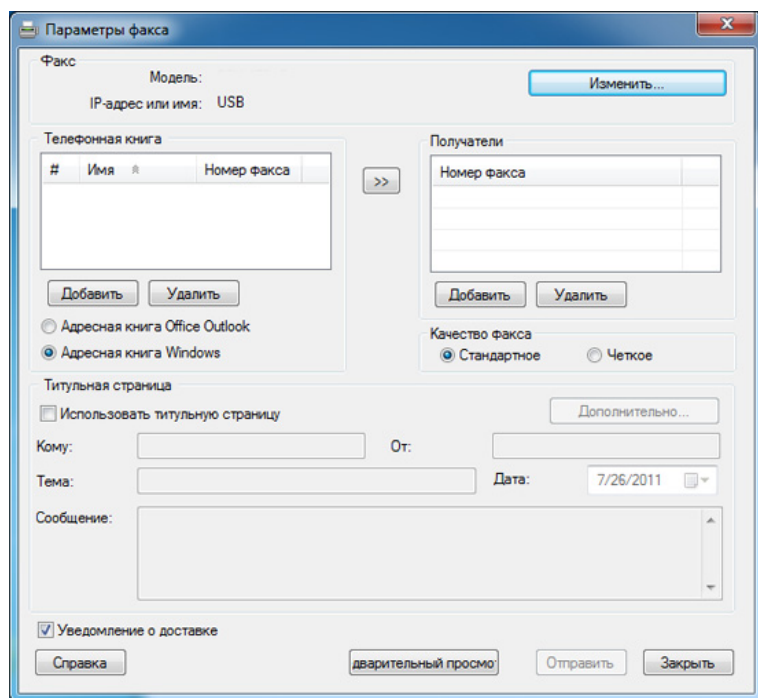 Параметры факса
Факс
Модель:
IP-адрес или имя: USB
Изменить...
Телефонная книга
# Имя Номер факса
>>
Получатели
Номер факса
Добавить Удалить
Адресная книга Office Outlook
Адресная книга Windows
Добавить Удалить
Качество факса
Стандартное Четкое
Титульная страница
Использовать титульную страницу
Дополнительно...
Кому: От:
Тема: Дата: 7/26/2011
Сообщение:
Уведомление о доставке
Справка дварительный просмо Отправить Закрыть